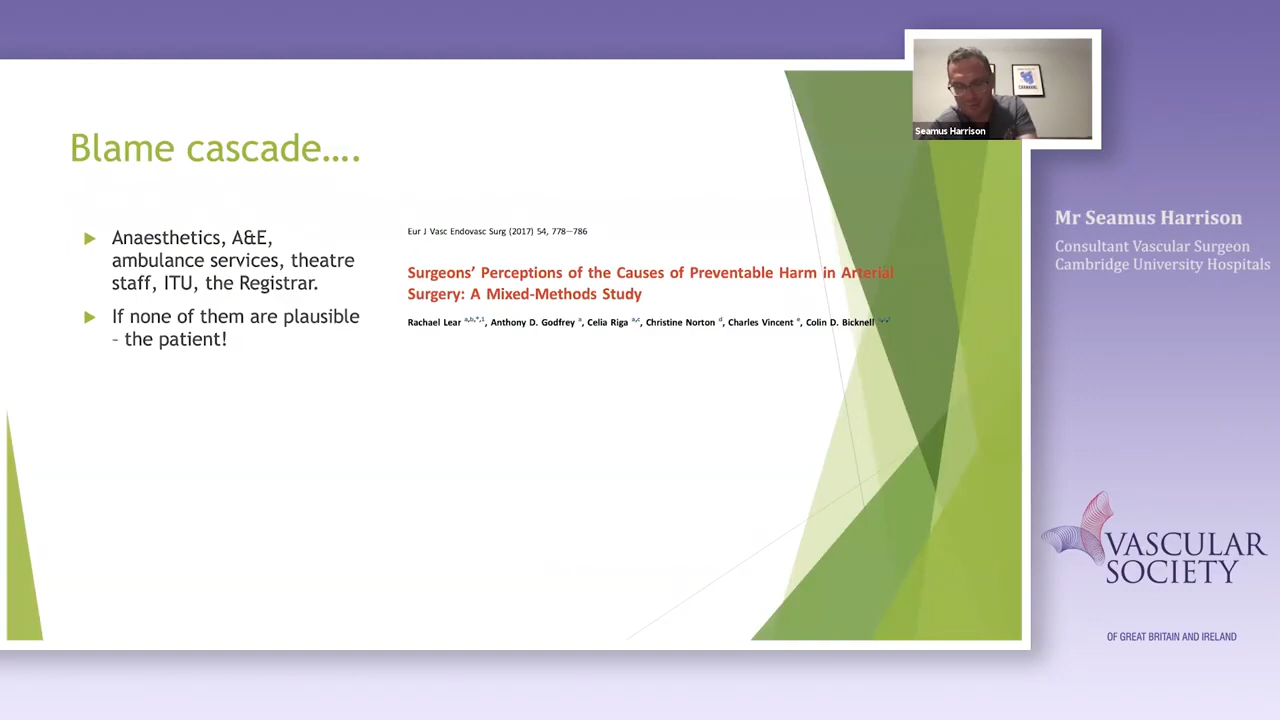 Blame cascade….
Anaesthetics, A&E,
ambulance services, theatre
staff, ITU, the Registrar.
If none of them are plausible
– the patient!
Eur J Vasc Endovasc Surg (2017) 54, 778–786
Surgeons’ Perceptions of the Causes of Preventable Harm in Arterial
Surgery: A Mixed-Methods Study
Rachael Lear a,b,*,1, Anthony D. Godfrey a, Celia Riga a,c, Christine Norton d, Charles Vincent e, Colin D. Bicknell
CARNAVAL
Seamus Harrison
Mr Seamus Harrison
Consultant Vascular Surgeon
Cambridge University Hospitals
VASCULAR
SOCIETY
OF GREAT BRITAIN AND IRELAND